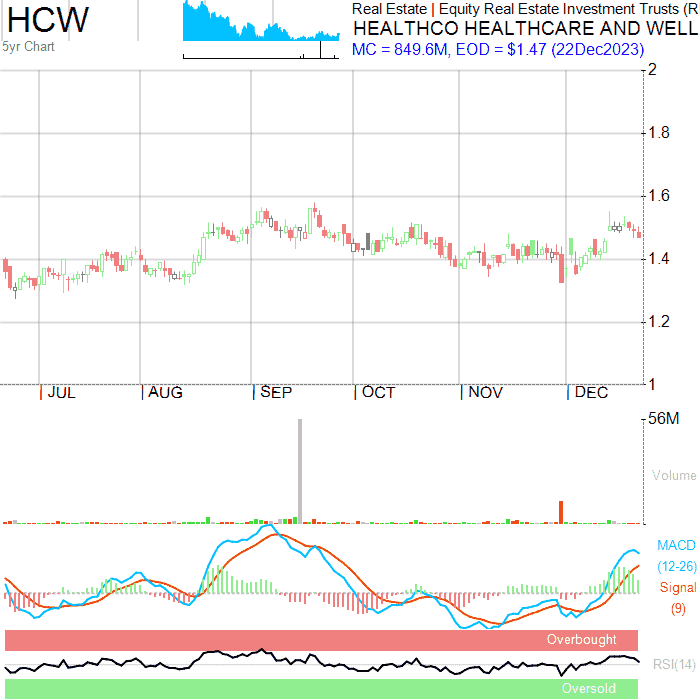 HCW
5yr Chart
Real Estate | Equity Real Estate Investment Trusts (R
HEALTHCO HEALTHCARE AND WELL
MC = 849.6M, EOD = $1.47 (22Dec2023)
2
1.8
1.6
1.4
1.2
1
JUL AUG SEP OCT NOV DEC
56M
Volume
MACD
(12-26)
Signal
(9)
Overbought
RSI(14)
Oversold